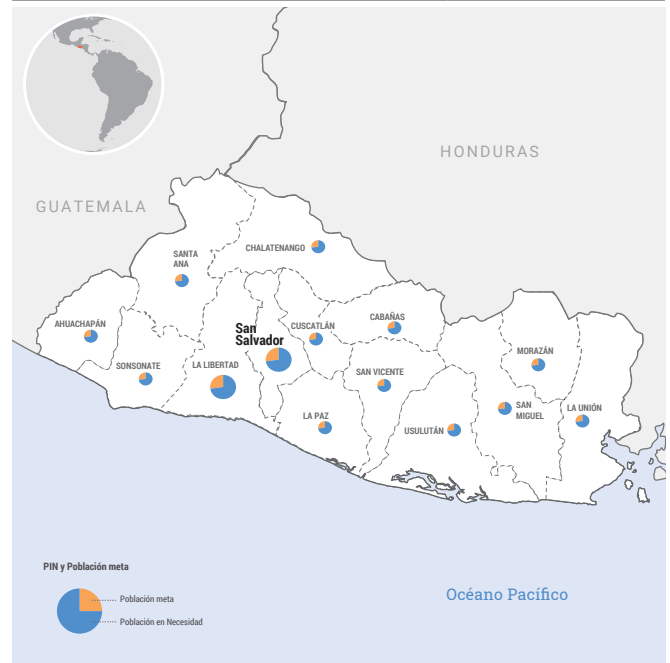 HONDURAS
GUATEMALA
CHALATENANGO
SANTA
ANA
AHUACHAPÁN
San
Salvador
CUSCATLÁN
CABAÑAS
MORAZÁN
SONSONATE
LA LIBERTAD
SAN VICENTE
SAN
MIGUEL
LA UNIÓN
LA PAZ
USULUTÁN
PIN y Población meta
Población meta
Población en Necesidad
Océano Pacífico